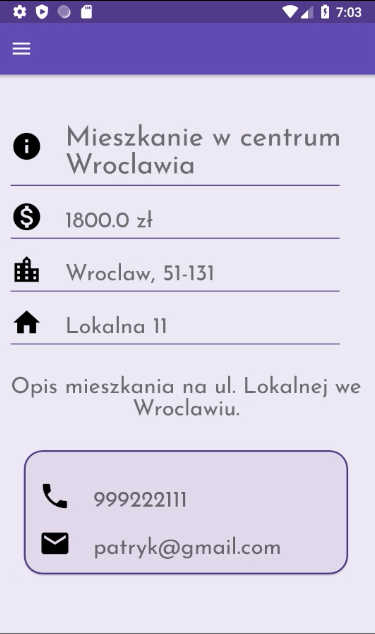 7:03
Mieszkanie w centrum
Wroclawia
1800.0 zł
Wroclaw, 51-131
Lokalna 11
Opis mieszkania na ul. Lokalnej we
Wroclawiu.
999222111
patryk@gmail.com